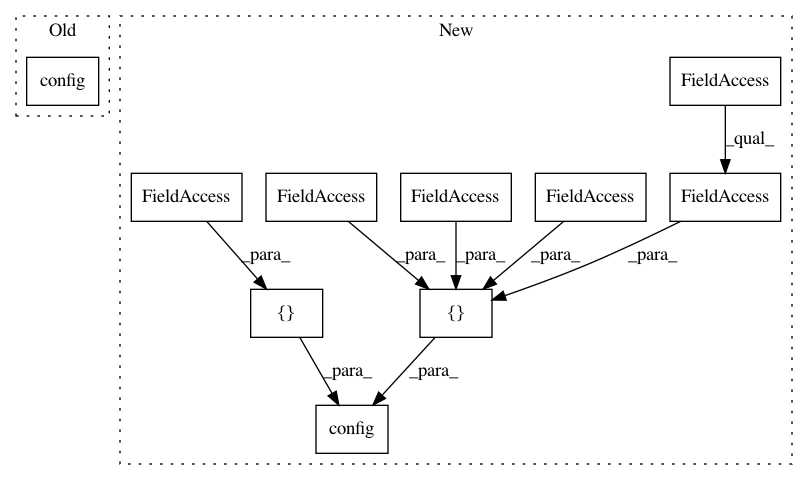 Old
New
config
FieldAccess
_qual_
FieldAccess
FieldAccess
FieldAccess
FieldAccess
FieldAccess
_para_
_para_
_para_
_para_
_para_
{}
{}
_para_
_para_
config